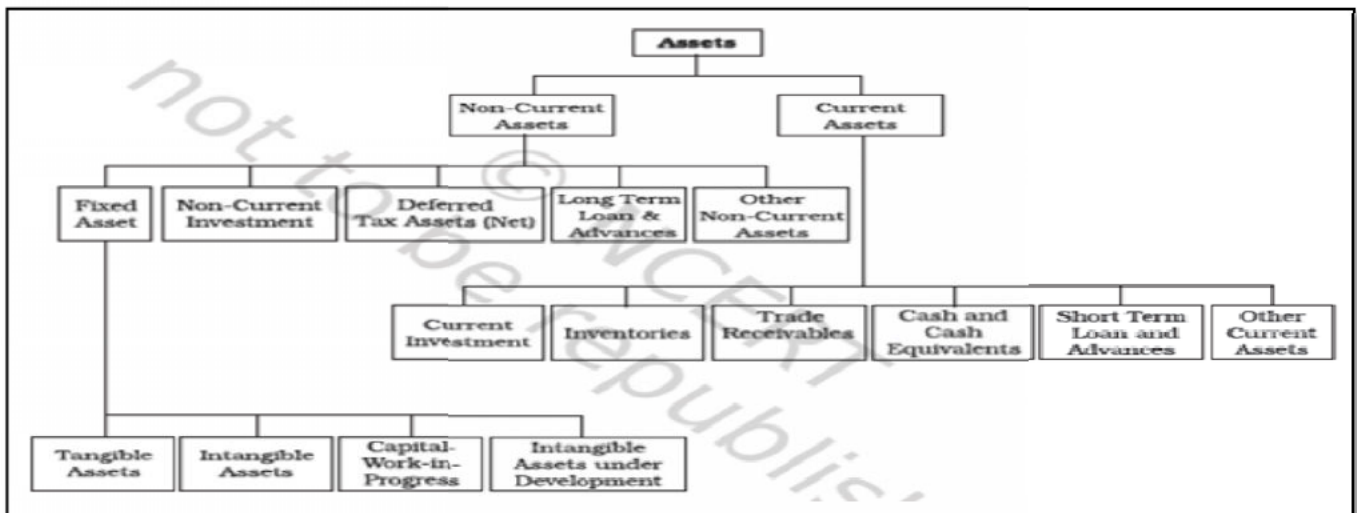 Assets
Non-Current
Assets
Current
Assets
Fixed
Asset
Non-Current
Investment
Deferred
Tax Assets (Net)
Long Term
Loan &
Advances
Other
Non-Current
Assets
Current
Investment
Inventories
Trade
Receivables
Cash and
Cash
Equivalents
Short Term
Loan and
Advances
Other
Current
Assets
Tangible
Assets
Intangible
Assets
Capital-
Work-in-
Progress
Intangible
Assets under
Development
© NCERT
not to be republis